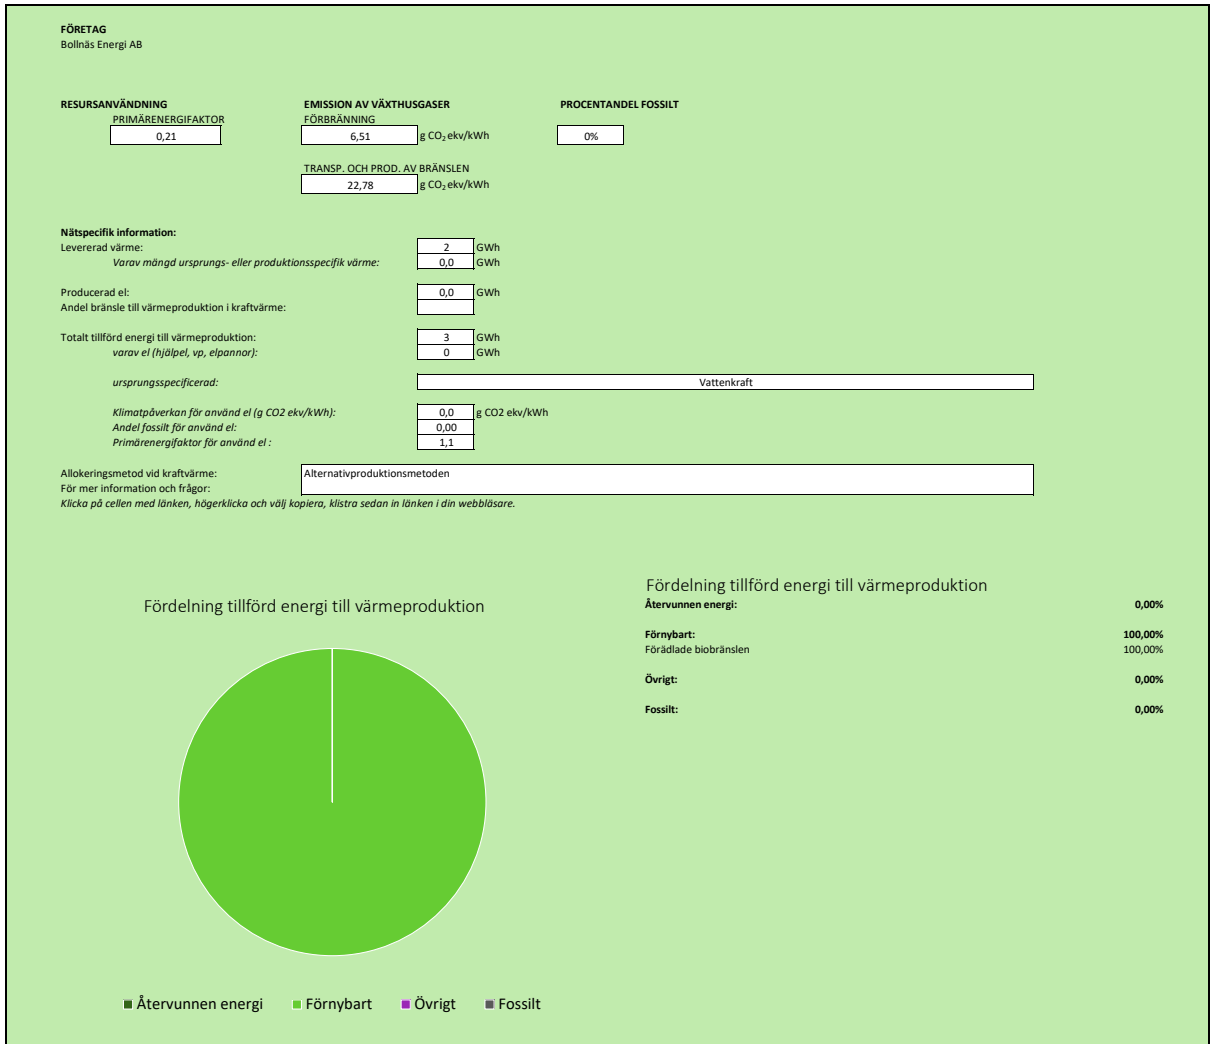 FÖRETAG
Bollnäs Energi AB
RESURSANVÄNDNING EMISSION AV VÄXTHUSGASER PROCENTANDEL FOSSILT
PRIMÄRENERGIFAKTOR FÖRBRÄNNING
0,21 6,51 g CO₂ ekv/kWh 0%
TRANSP. OCH PROD. AV BRÄNSLEN
22,78 g CO₂ ekv/kWh
Nätspecifik information:
Levererad värme: 2 GWh
Varav mängd ursprungs- eller produktionsspecifik värme: 0,0 GWh
Producerad el: 0,0 GWh
Andel bränsle till värmeproduktion i kraftvärme:
Totalt tillförd energi till värmeproduktion: 3 GWh
varav el (hjälpel, vp, elpannor): 0 GWh
ursprungsspecificerad: Vattenkraft
Klimatpåverkan för använd el (g CO2 ekv/kWh): 0,0 g CO2 ekv/kWh
Andel fossilt för använd el: 0,00
Primärenergifaktor för använd el : 1,1
Allokeringsmetod vid kraftvärme: Alternativproduktionsmetoden
För mer information och frågor:
Klicka på cellen med länken, högerklicka och välj kopiera, klistra sedan in länken i din webbläsare.
Fördelning tillförd energi till värmeproduktion
Återvunnen energi Förnybart Övrigt Fossilt
Fördelning tillförd energi till värmeproduktion
Återvunnen energi: 0,00%
Förnybart: 100,00%
Förädlade biobränslen 100,00%
Övrigt: 0,00%
Fossilt: 0,00%